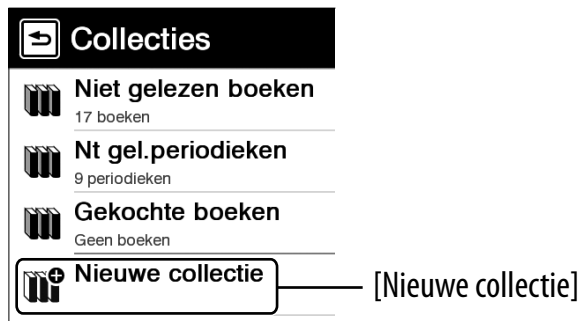 Collecties
Niet gelezen boeken
17 boeken
Nt gel.periodieken
9 periodieken
Gekochte boeken
Geen boeken
Nieuwe collectie
[Nieuwe collectie]